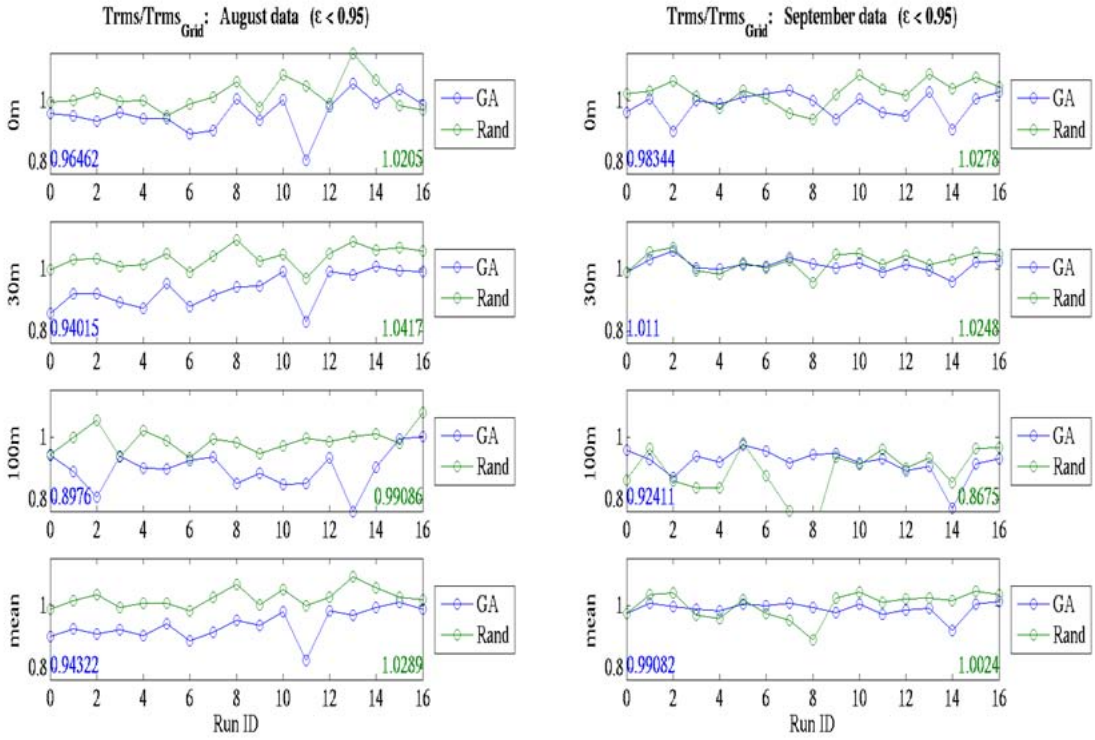 Trms/Trms_Grid: August data (ε < 0.95)
0m
1
0.8
0.96462
1.0205
0 2 4 6 8 10 12 14 16
GA
Rand
30m
1
0.8
0.94015
1.0417
0 2 4 6 8 10 12 14 16
GA
Rand
100m
1
0.8
0.8976
0.99086
0 2 4 6 8 10 12 14 16
GA
Rand
mean
1
0.8
0.94322
1.0289
0 2 4 6 8 10 12 14 16
Run ID
GA
Rand
Trms/Trms_Grid: September data (ε < 0.95)
0m
1
0.8
0.98344
1.0278
0 2 4 6 8 10 12 14 16
GA
Rand
30m
1
0.8
1.011
1.0248
0 2 4 6 8 10 12 14 16
GA
Rand
100m
1
0.8
0.92411
0.8675
0 2 4 6 8 10 12 14 16
GA
Rand
mean
1
0.8
0.99082
1.0024
0 2 4 6 8 10 12 14 16
Run ID
GA
Rand